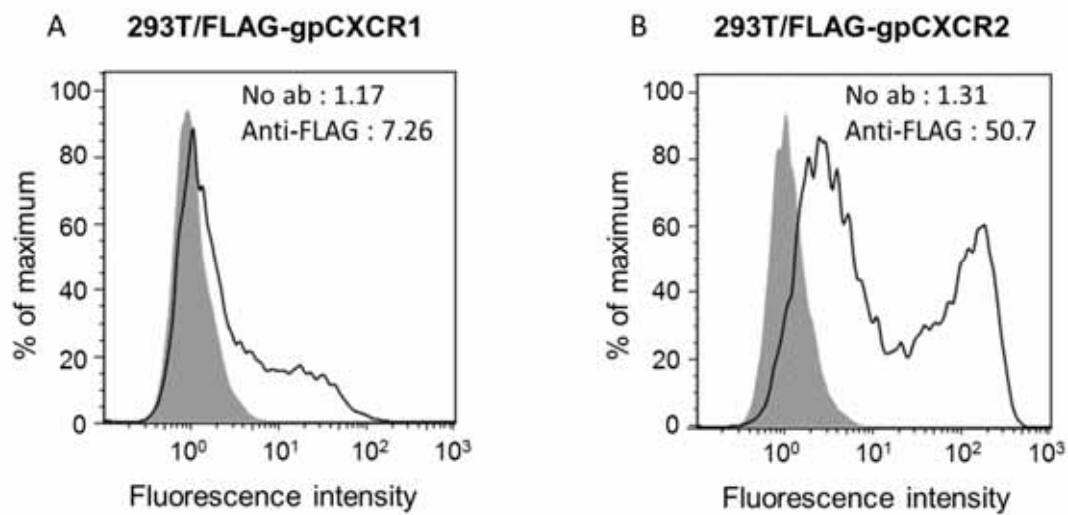 A 293T/FLAG-gpCXCR1
No ab : 1.17
Anti-FLAG : 7.26
% of maximum
100
80
60
40
20
0
10⁰ 10¹ 10² 10³
Fluorescence intensity
B 293T/FLAG-gpCXCR2
No ab : 1.31
Anti-FLAG : 50.7
% of maximum
100
80
60
40
20
0
10⁰ 10¹ 10² 10³
Fluorescence intensity